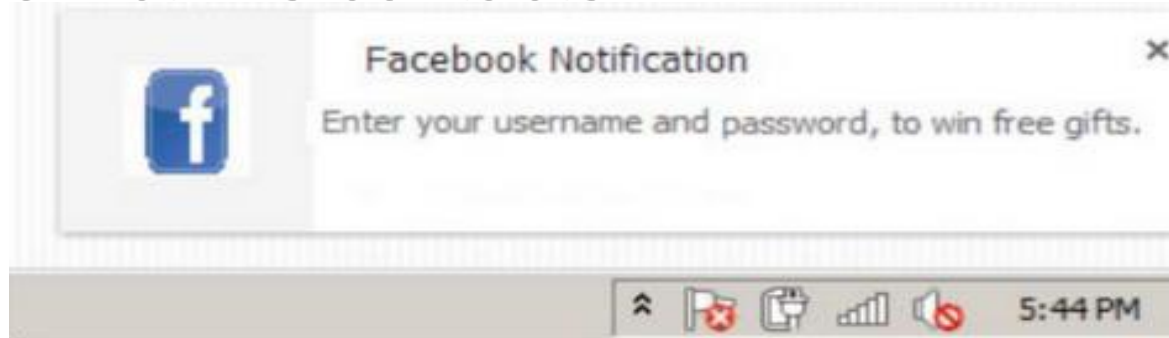 Facebook Notification
Enter your username and password, to win free gifts.
5:44 PM